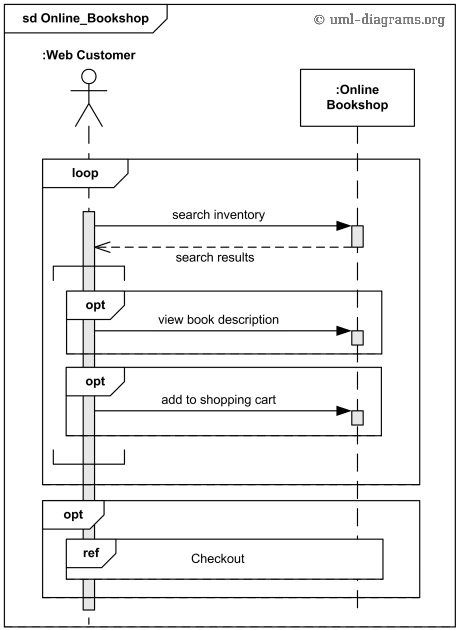 sd Online_Bookshop
© uml-diagrams.org
:Web Customer
:Online
Bookshop
loop
search inventory
search results
opt
view book description
opt
add to shopping cart
opt
ref
Checkout